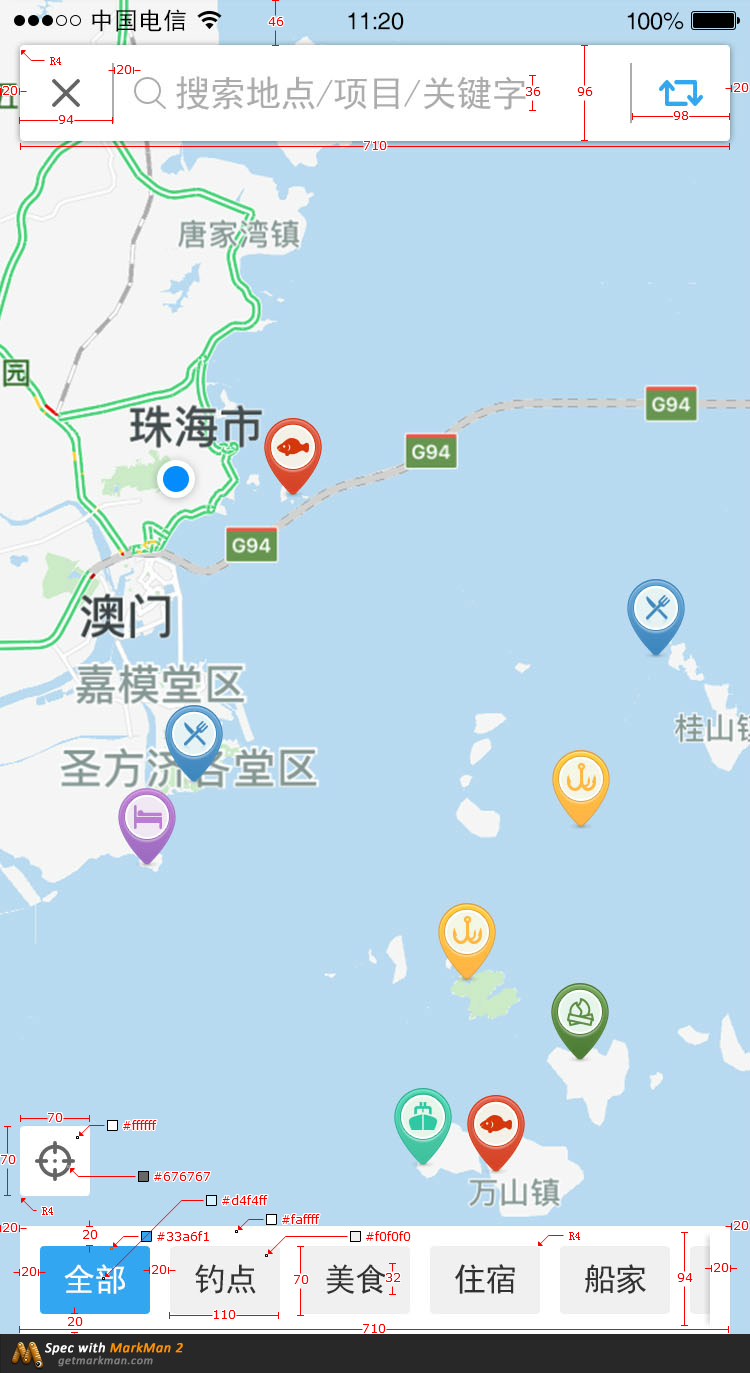 中国电信 46 11:20 100%
R4
20 五 20 搜索地点/项目/关键字 36 96 20
94 98
710
唐家湾镇
园
G94
珠海市
G94
G94
澳门
嘉模堂区
桂山镇
圣方济各堂区
70
#ffffff
70
#676767
#d4f4ff
R4
#faffff
20 20
20 #33a6f1 #f0f0f0 R4
20 全部 20 钓点 70 美食 32 住宿 船家 94 20
110
20
710
万山镇
Spec with MarkMan 2
getmarkman.com